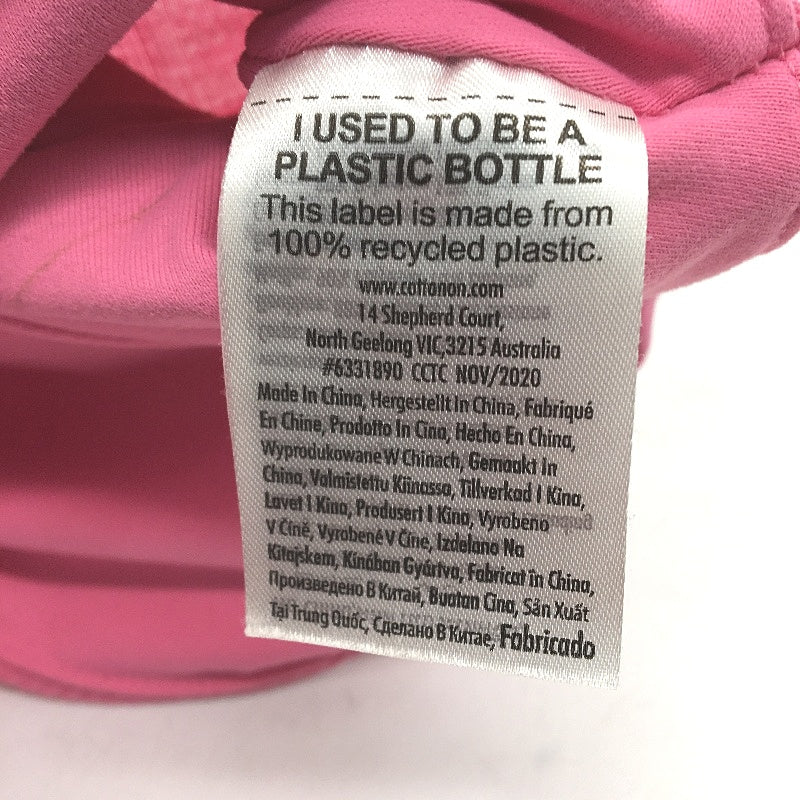 I USED TO BE A
PLASTIC BOTTLE
This label is made from
100% recycled plastic.
www.cottonon.com
14 Shepherd Court,
North Geelong VIC,3215 Australia
#6331890 CCTC NOV/2020
Made In China, Hergestellt In China, Fabriqué
En Chine, Prodotto In Cina, Hecho En China,
Wyprodukowane W Chinach, Gemaakt In
China, Valmistettu Kiinassa, Tillverkad I Kina,
Lavet I Kina, Produsert I Kina, Vyrobeno
V Číně, Vyrobené V Číne, Izdelano Na
Kitajskem, Kínában Gyártva, Fabricat în China,
Произведено В Китай, Buatan Cina, Sản Xuất
Tại Trung Quốc, Сделано В Китае, Fabricado